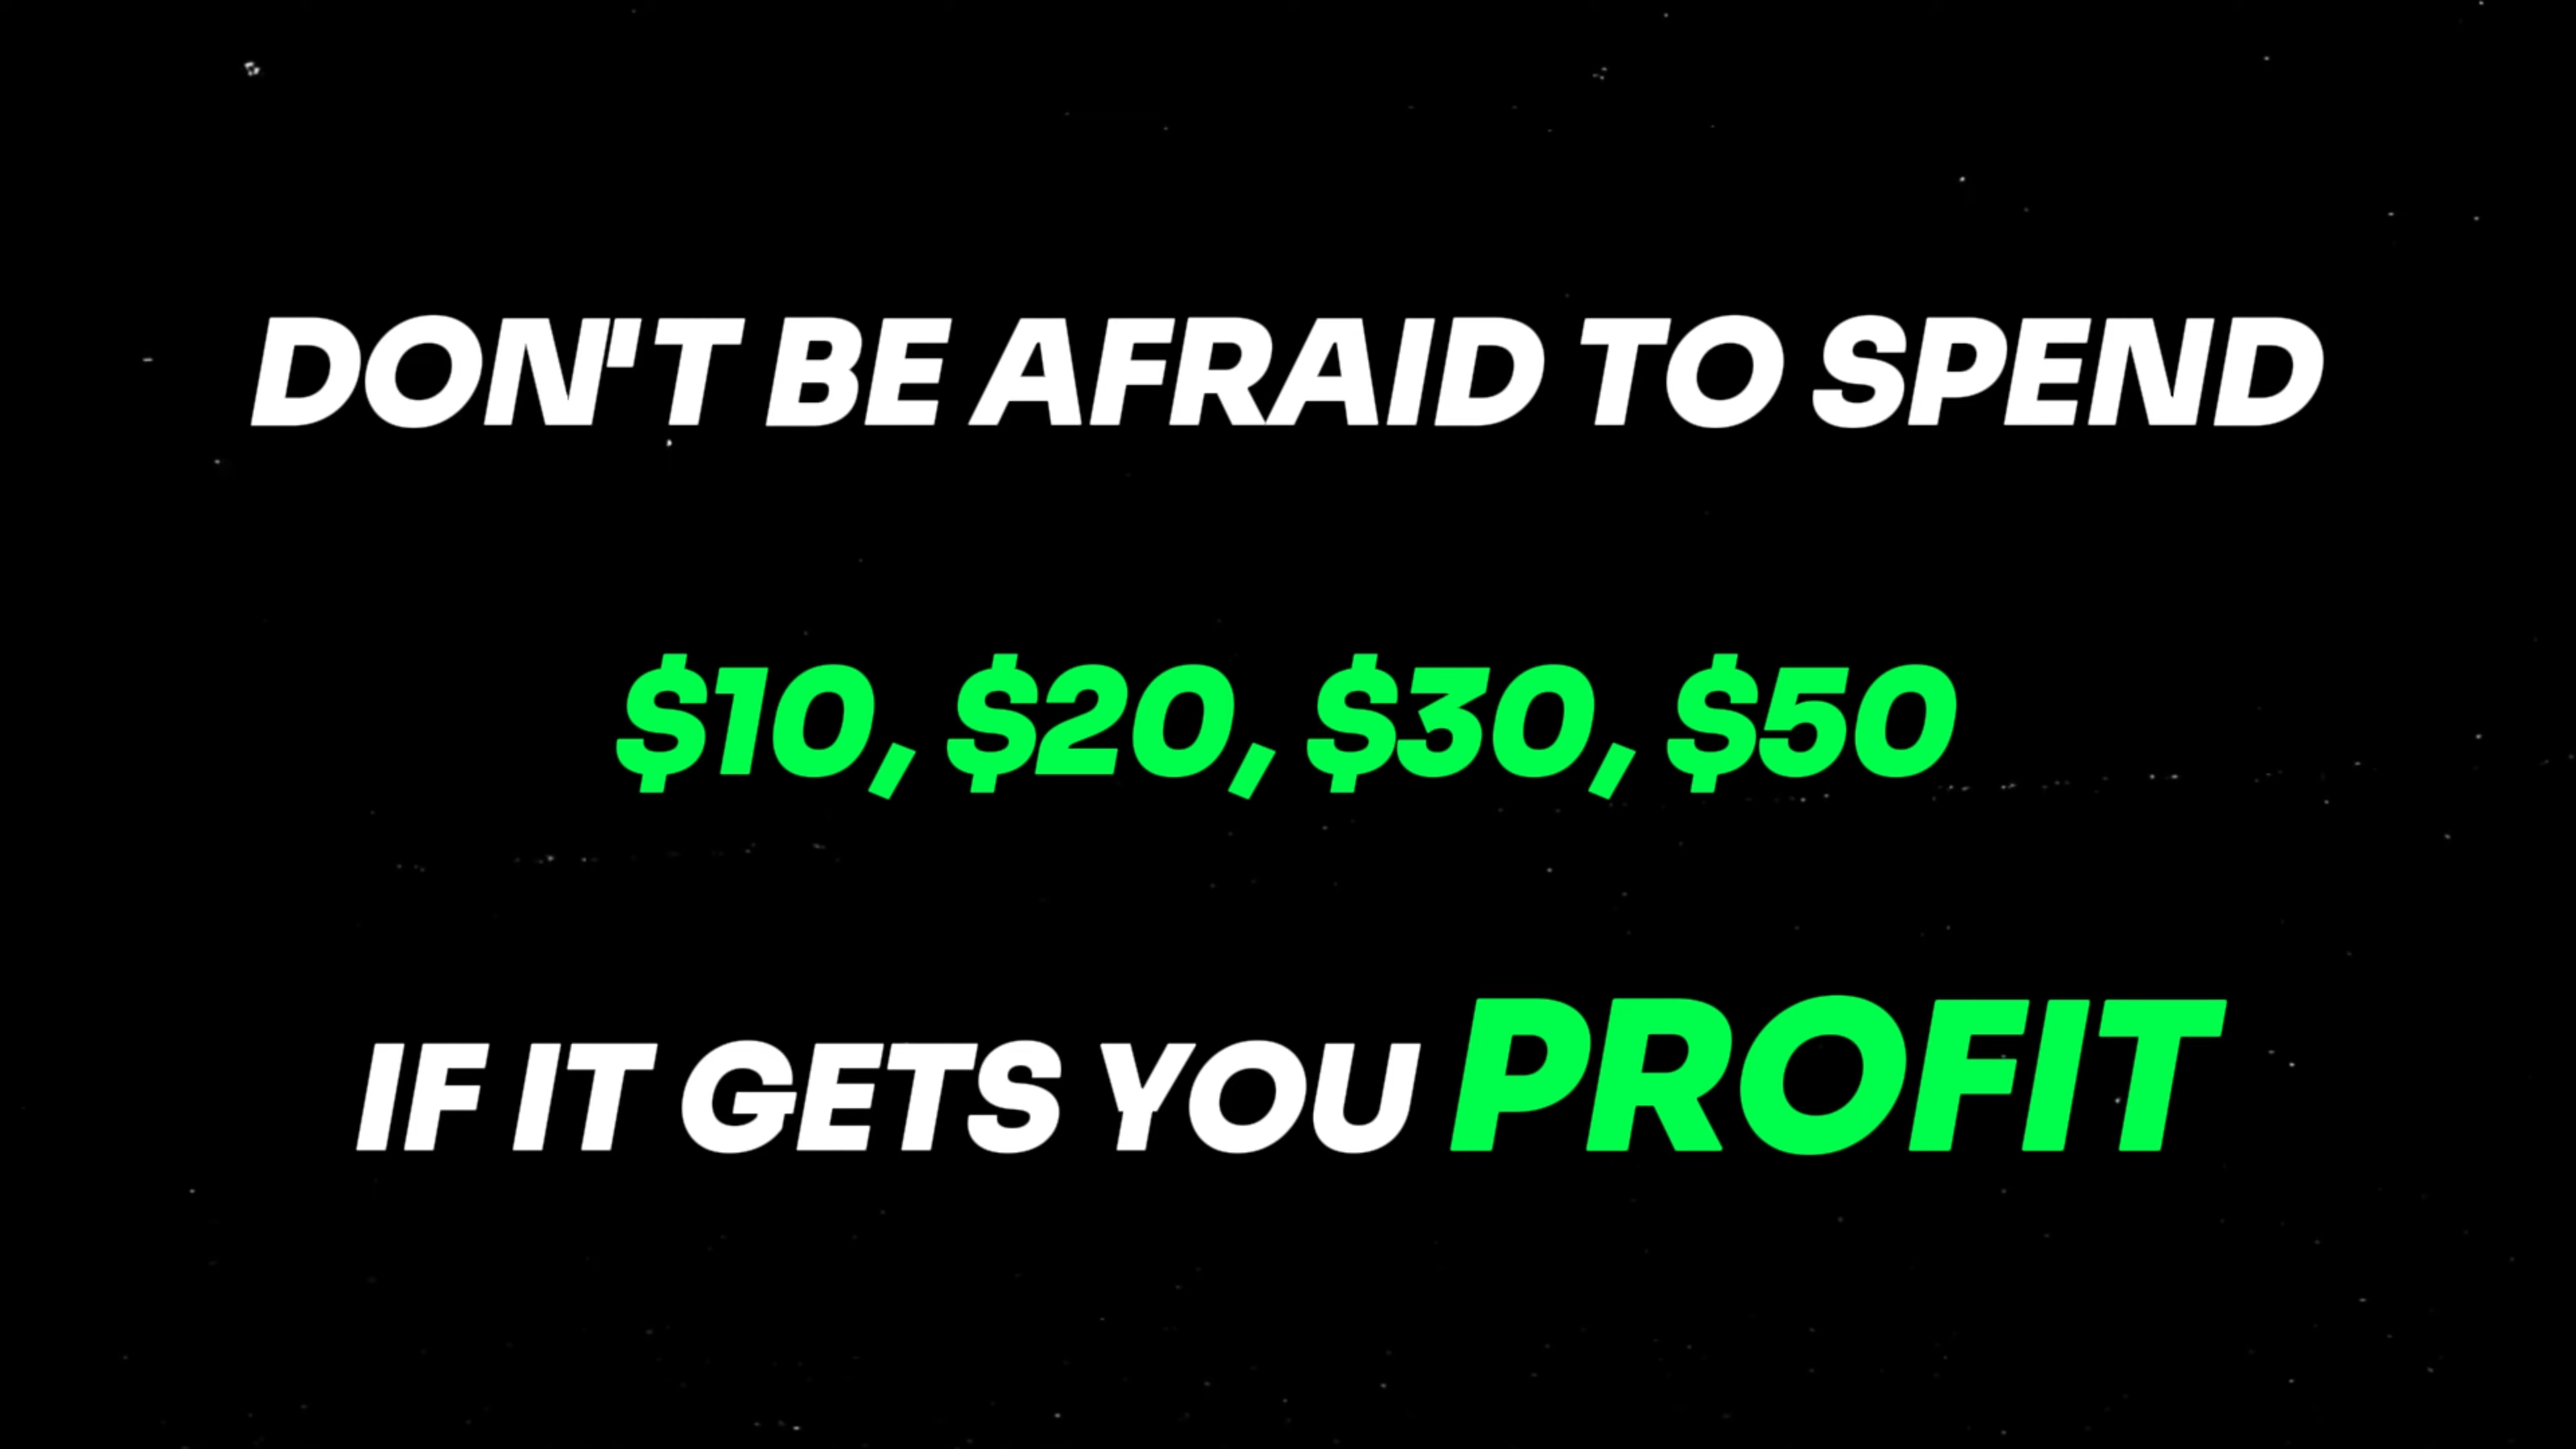 DON'T BE AFRAID TO SPEND
$10, $20, $30, $50
IF IT GETS YOU PROFIT